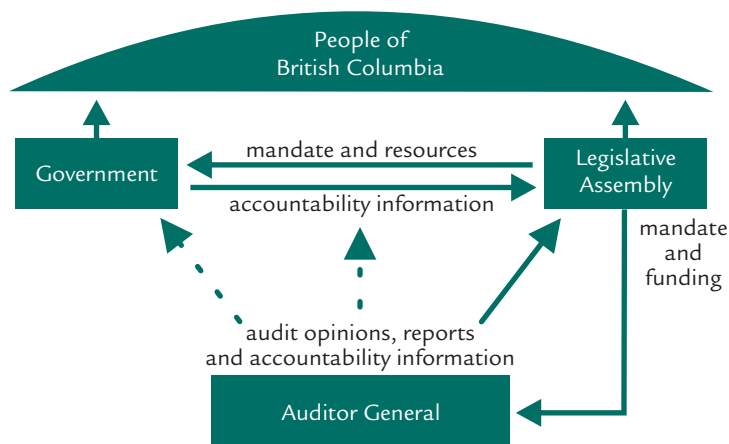 People of
British Columbia
Government
mandate and resources
Legislative
Assembly
accountability information
mandate
and
funding
audit opinions, reports
and accountability information
Auditor General